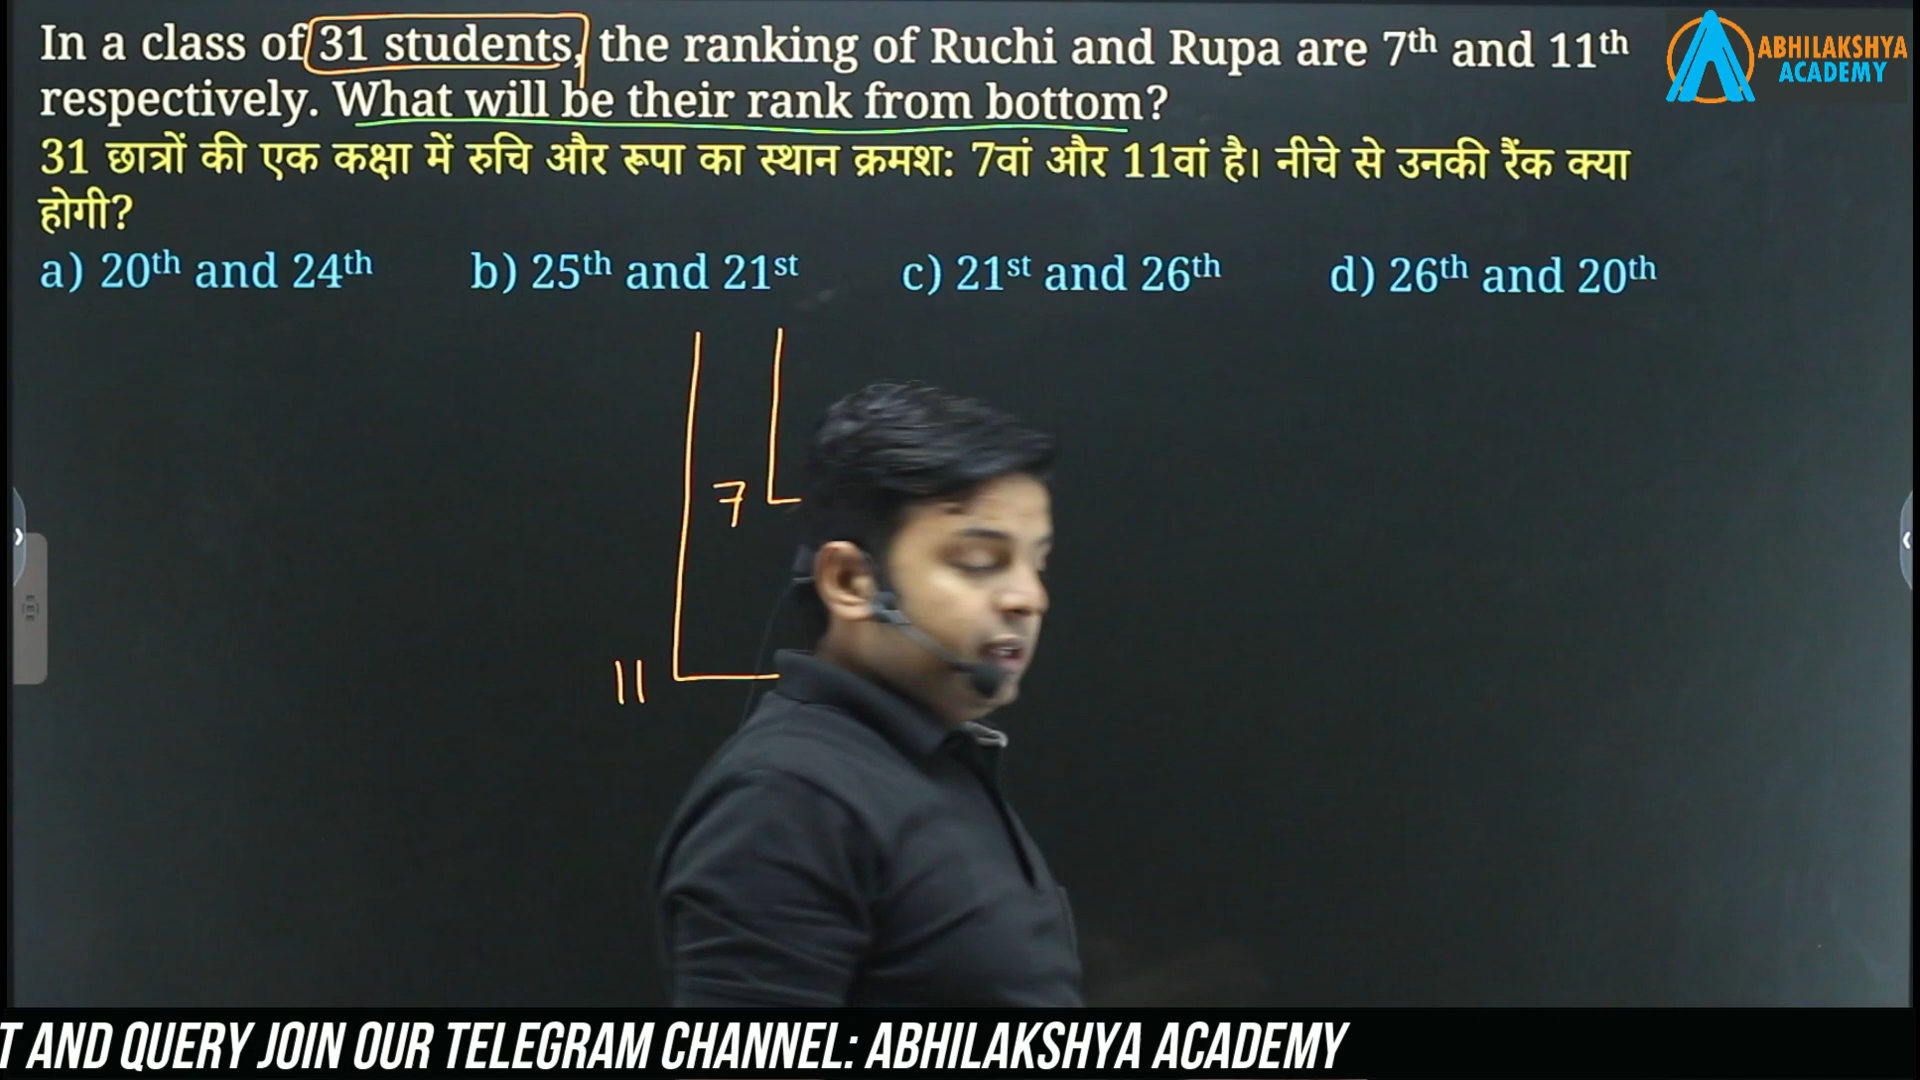 In a class of 31 students, the ranking of Ruchi and Rupa are 7th and 11th
ABHILAKSHYA
ACADEMY
respectively. What will be their rank from bottom?
31 छात्रों की एक कक्षा में रुचि और रूपा का स्थान क्रमश: 7वां और 11वां है। नीचे से उनकी रैंक क्या
होगी?
a) 20th and 24th b) 25th and 21st c) 21st and 26th d) 26th and 20th
7
11
T AND QUERY JOIN OUR TELEGRAM CHANNEL: ABHILAKSHYA ACADEMY